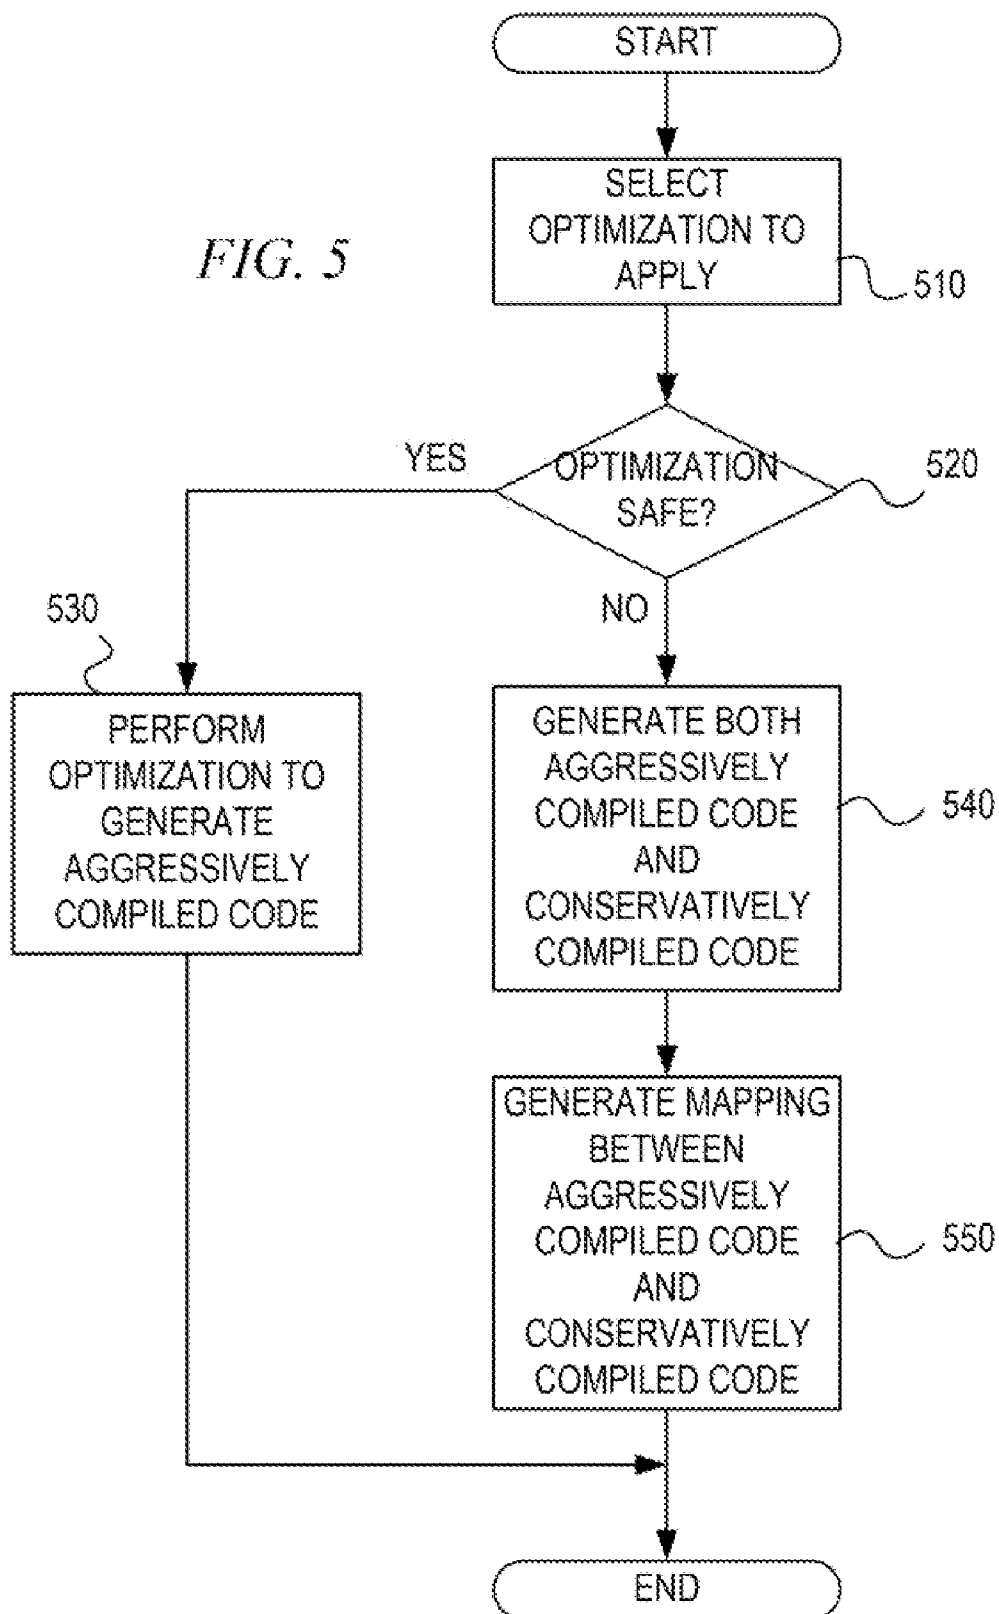 START
SELECT
OPTIMIZATION TO
APPLY
510
FIG. 5
OPTIMIZATION
SAFE?
520
YES
NO
530
PERFORM
OPTIMIZATION TO
GENERATE
AGGRESSIVELY
COMPILED CODE
GENERATE BOTH
AGGRESSIVELY
COMPILED CODE
AND
CONSERVATIVELY
COMPILED CODE
540
GENERATE MAPPING
BETWEEN
AGGRESSIVELY
COMPILED CODE
AND
CONSERVATIVELY
COMPILED CODE
550
END